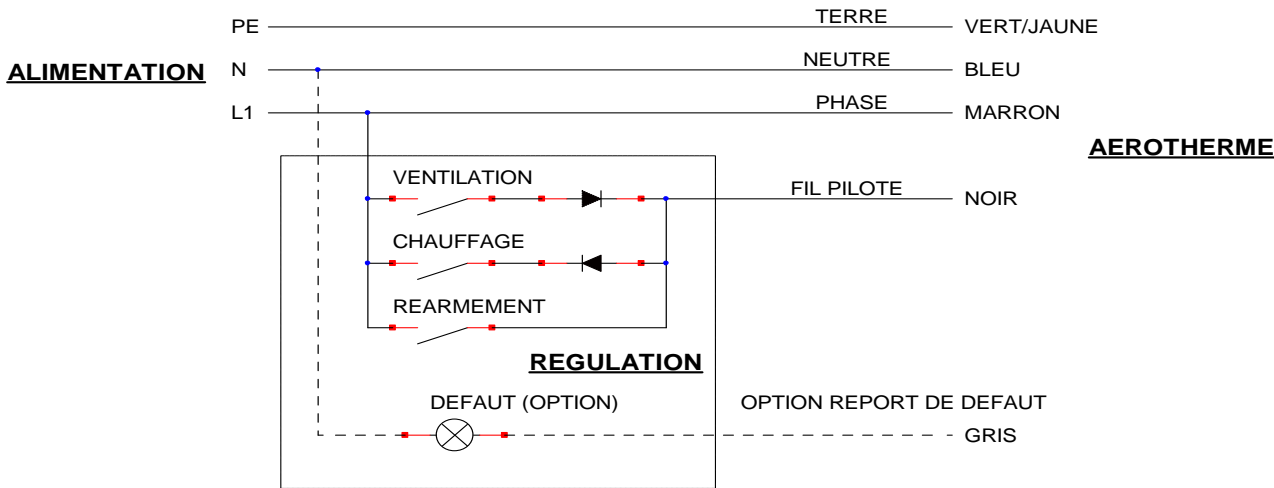 TERRE
PE
VERT/JAUNE
NEUTRE
ALIMENTATION
N
BLEU
PHASE
L1
MARRON
AEROTHERME
VENTILATION
FIL PILOTE
NOIR
CHAUFFAGE
REARMEMENT
REGULATION
DEFAUT (OPTION)
OPTION REPORT DE DEFAUT
GRIS